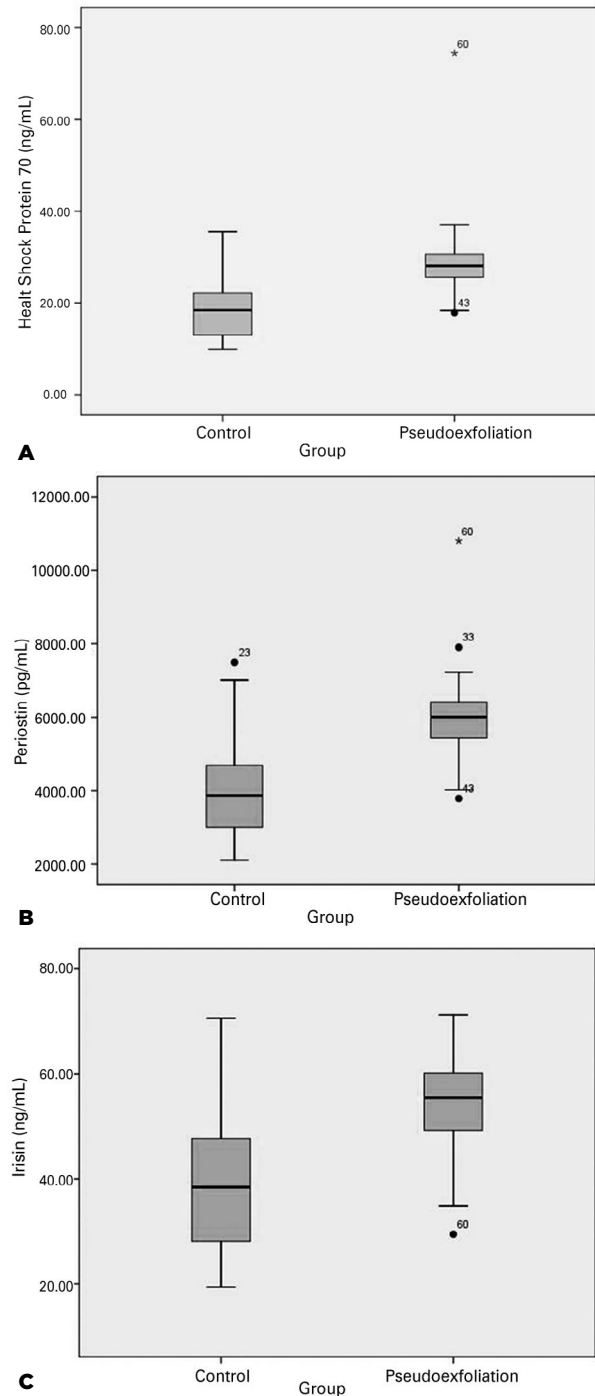 80.00
60
60.00
Healt Shock Protein 70 (ng/mL)
40.00
20.00
43
0.00
Control Pseudoexfoliation
Group
A
12000.00
60
10000.00
33
8000.00
23
Periostin (pg/mL)
6000.00
4000.00
43
2000.00
Control Pseudoexfoliation
Group
B
80.00
60.00
Irisin (ng/mL)
40.00
60
20.00
Control Pseudoexfoliation
Group
C